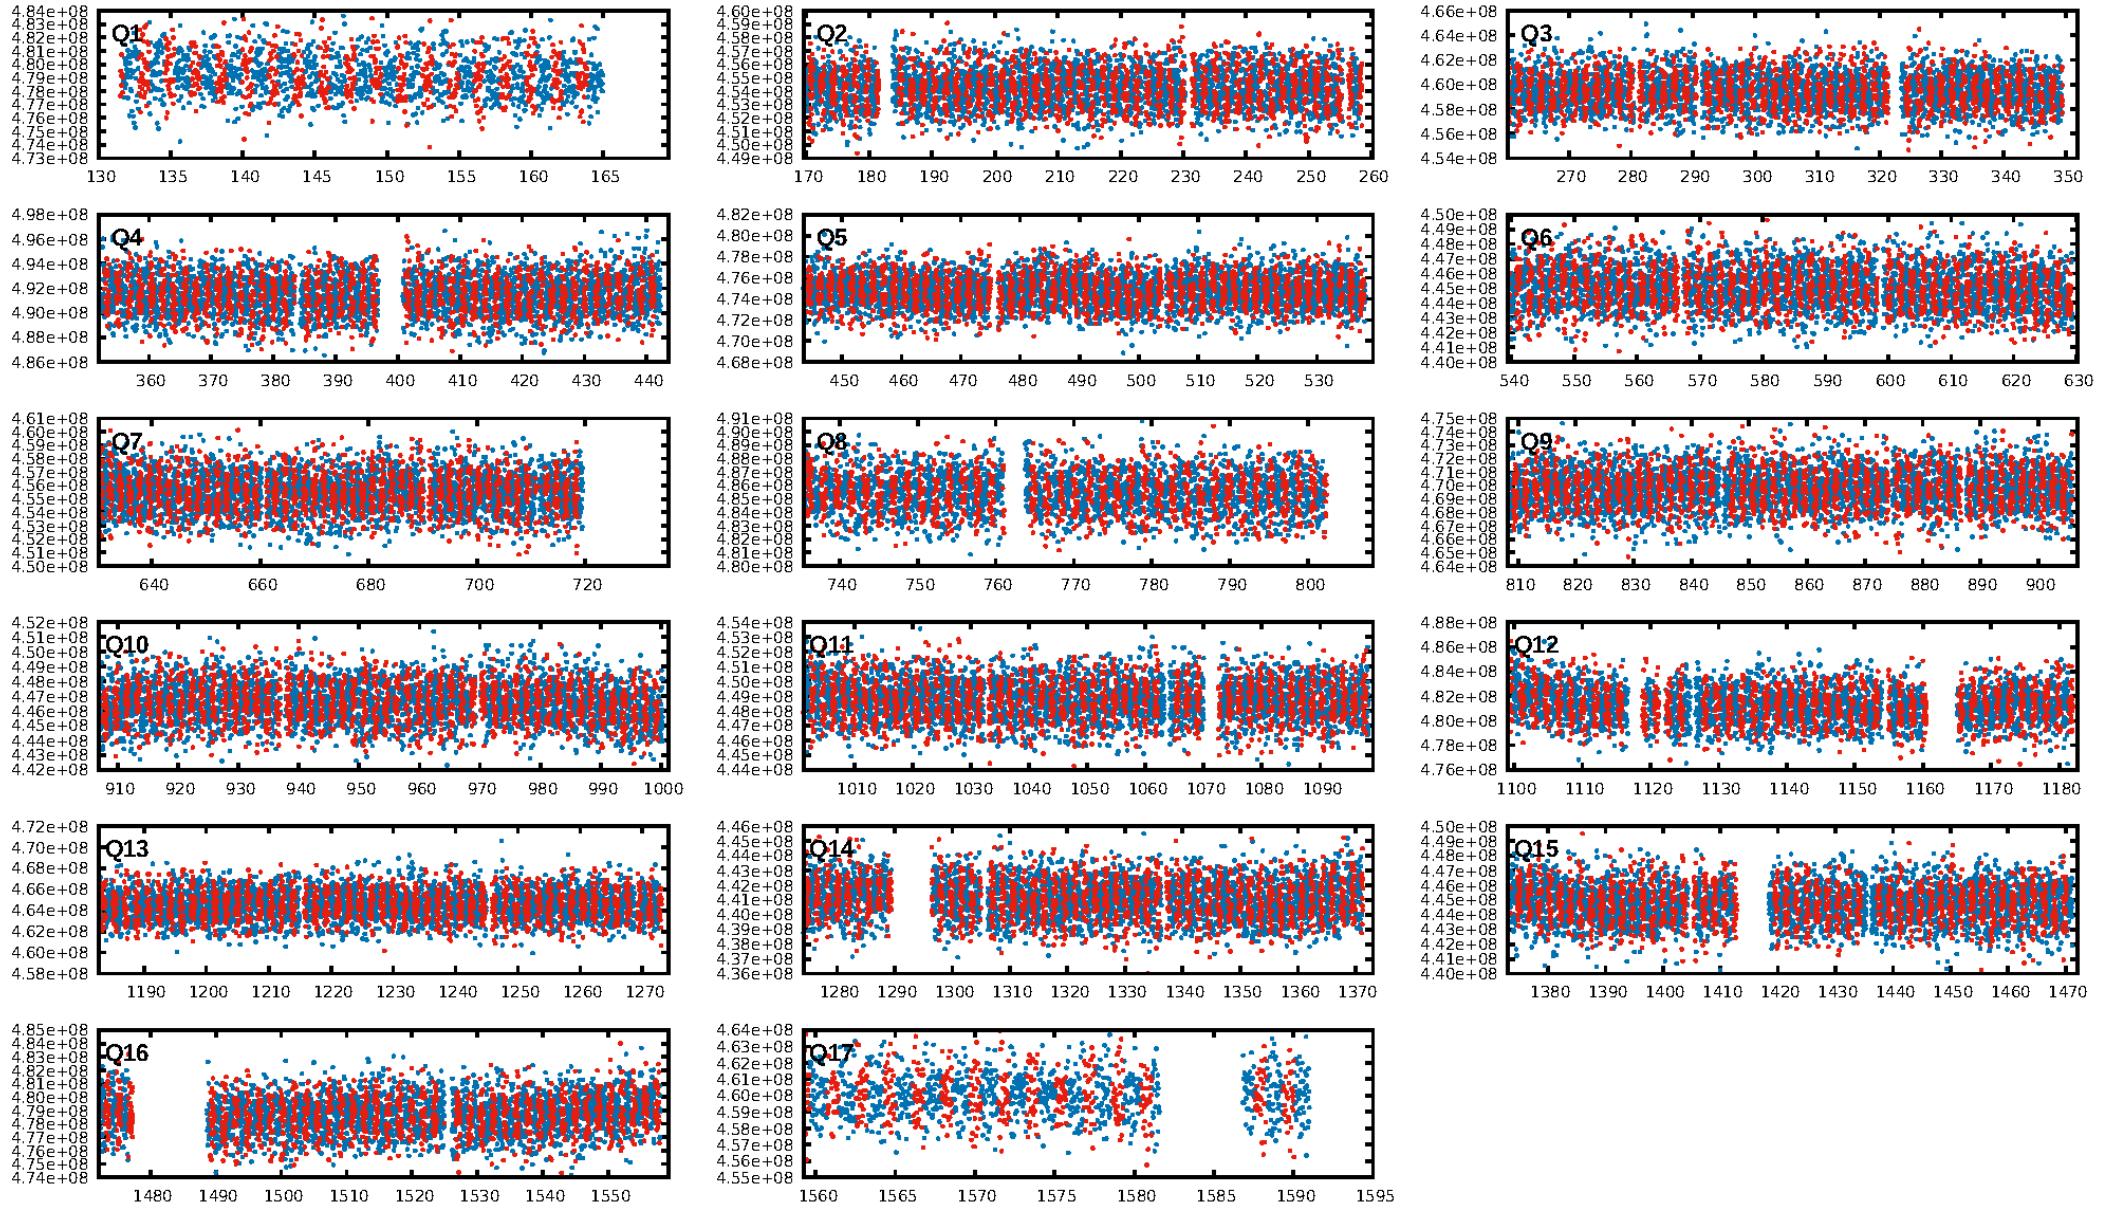 Q1
4.84e+08
4.83e+08
4.82e+08
4.81e+08
4.80e+08
4.79e+08
4.78e+08
4.77e+08
4.76e+08
4.75e+08
4.74e+08
4.73e+08
130 135 140 145 150 155 160 165
Q2
4.60e+08
4.59e+08
4.58e+08
4.57e+08
4.56e+08
4.55e+08
4.54e+08
4.53e+08
4.52e+08
4.51e+08
4.50e+08
4.49e+08
170 180 190 200 210 220 230 240 250 260
Q3
4.66e+08
4.64e+08
4.62e+08
4.60e+08
4.58e+08
4.56e+08
4.54e+08
270 280 290 300 310 320 330 340 350
Q4
4.98e+08
4.96e+08
4.94e+08
4.92e+08
4.90e+08
4.88e+08
4.86e+08
360 370 380 390 400 410 420 430 440
Q5
4.82e+08
4.80e+08
4.78e+08
4.76e+08
4.74e+08
4.72e+08
4.70e+08
4.68e+08
450 460 470 480 490 500 510 520 530
Q6
4.50e+08
4.49e+08
4.48e+08
4.47e+08
4.46e+08
4.45e+08
4.44e+08
4.43e+08
4.42e+08
4.41e+08
4.40e+08
540 550 560 570 580 590 600 610 620 630
Q7
4.61e+08
4.60e+08
4.59e+08
4.58e+08
4.57e+08
4.56e+08
4.55e+08
4.54e+08
4.53e+08
4.52e+08
4.51e+08
4.50e+08
640 660 680 700 720
Q8
4.91e+08
4.90e+08
4.89e+08
4.88e+08
4.87e+08
4.86e+08
4.85e+08
4.84e+08
4.83e+08
4.82e+08
4.81e+08
4.80e+08
740 750 760 770 780 790 800
Q9
4.75e+08
4.74e+08
4.73e+08
4.72e+08
4.71e+08
4.70e+08
4.69e+08
4.68e+08
4.67e+08
4.66e+08
4.65e+08
4.64e+08
810 820 830 840 850 860 870 880 890 900
Q10
4.52e+08
4.51e+08
4.50e+08
4.49e+08
4.48e+08
4.47e+08
4.46e+08
4.45e+08
4.44e+08
4.43e+08
4.42e+08
910 920 930 940 950 960 970 980 990 1000
Q11
4.54e+08
4.53e+08
4.52e+08
4.51e+08
4.50e+08
4.49e+08
4.48e+08
4.47e+08
4.46e+08
4.45e+08
4.44e+08
1010 1020 1030 1040 1050 1060 1070 1080 1090
Q12
4.88e+08
4.86e+08
4.84e+08
4.82e+08
4.80e+08
4.78e+08
4.76e+08
1100 1110 1120 1130 1140 1150 1160 1170 1180
Q13
4.72e+08
4.70e+08
4.68e+08
4.66e+08
4.64e+08
4.62e+08
4.60e+08
4.58e+08
1190 1200 1210 1220 1230 1240 1250 1260 1270
Q14
4.46e+08
4.45e+08
4.44e+08
4.43e+08
4.42e+08
4.41e+08
4.40e+08
4.39e+08
4.38e+08
4.37e+08
4.36e+08
1280 1290 1300 1310 1320 1330 1340 1350 1360 1370
Q15
4.50e+08
4.49e+08
4.48e+08
4.47e+08
4.46e+08
4.45e+08
4.44e+08
4.43e+08
4.42e+08
4.41e+08
4.40e+08
1380 1390 1400 1410 1420 1430 1440 1450 1460 1470
Q16
4.85e+08
4.84e+08
4.83e+08
4.82e+08
4.81e+08
4.80e+08
4.79e+08
4.78e+08
4.77e+08
4.76e+08
4.75e+08
4.74e+08
1480 1490 1500 1510 1520 1530 1540 1550
Q17
4.64e+08
4.63e+08
4.62e+08
4.61e+08
4.60e+08
4.59e+08
4.58e+08
4.57e+08
4.56e+08
4.55e+08
1560 1565 1570 1575 1580 1585 1590 1595